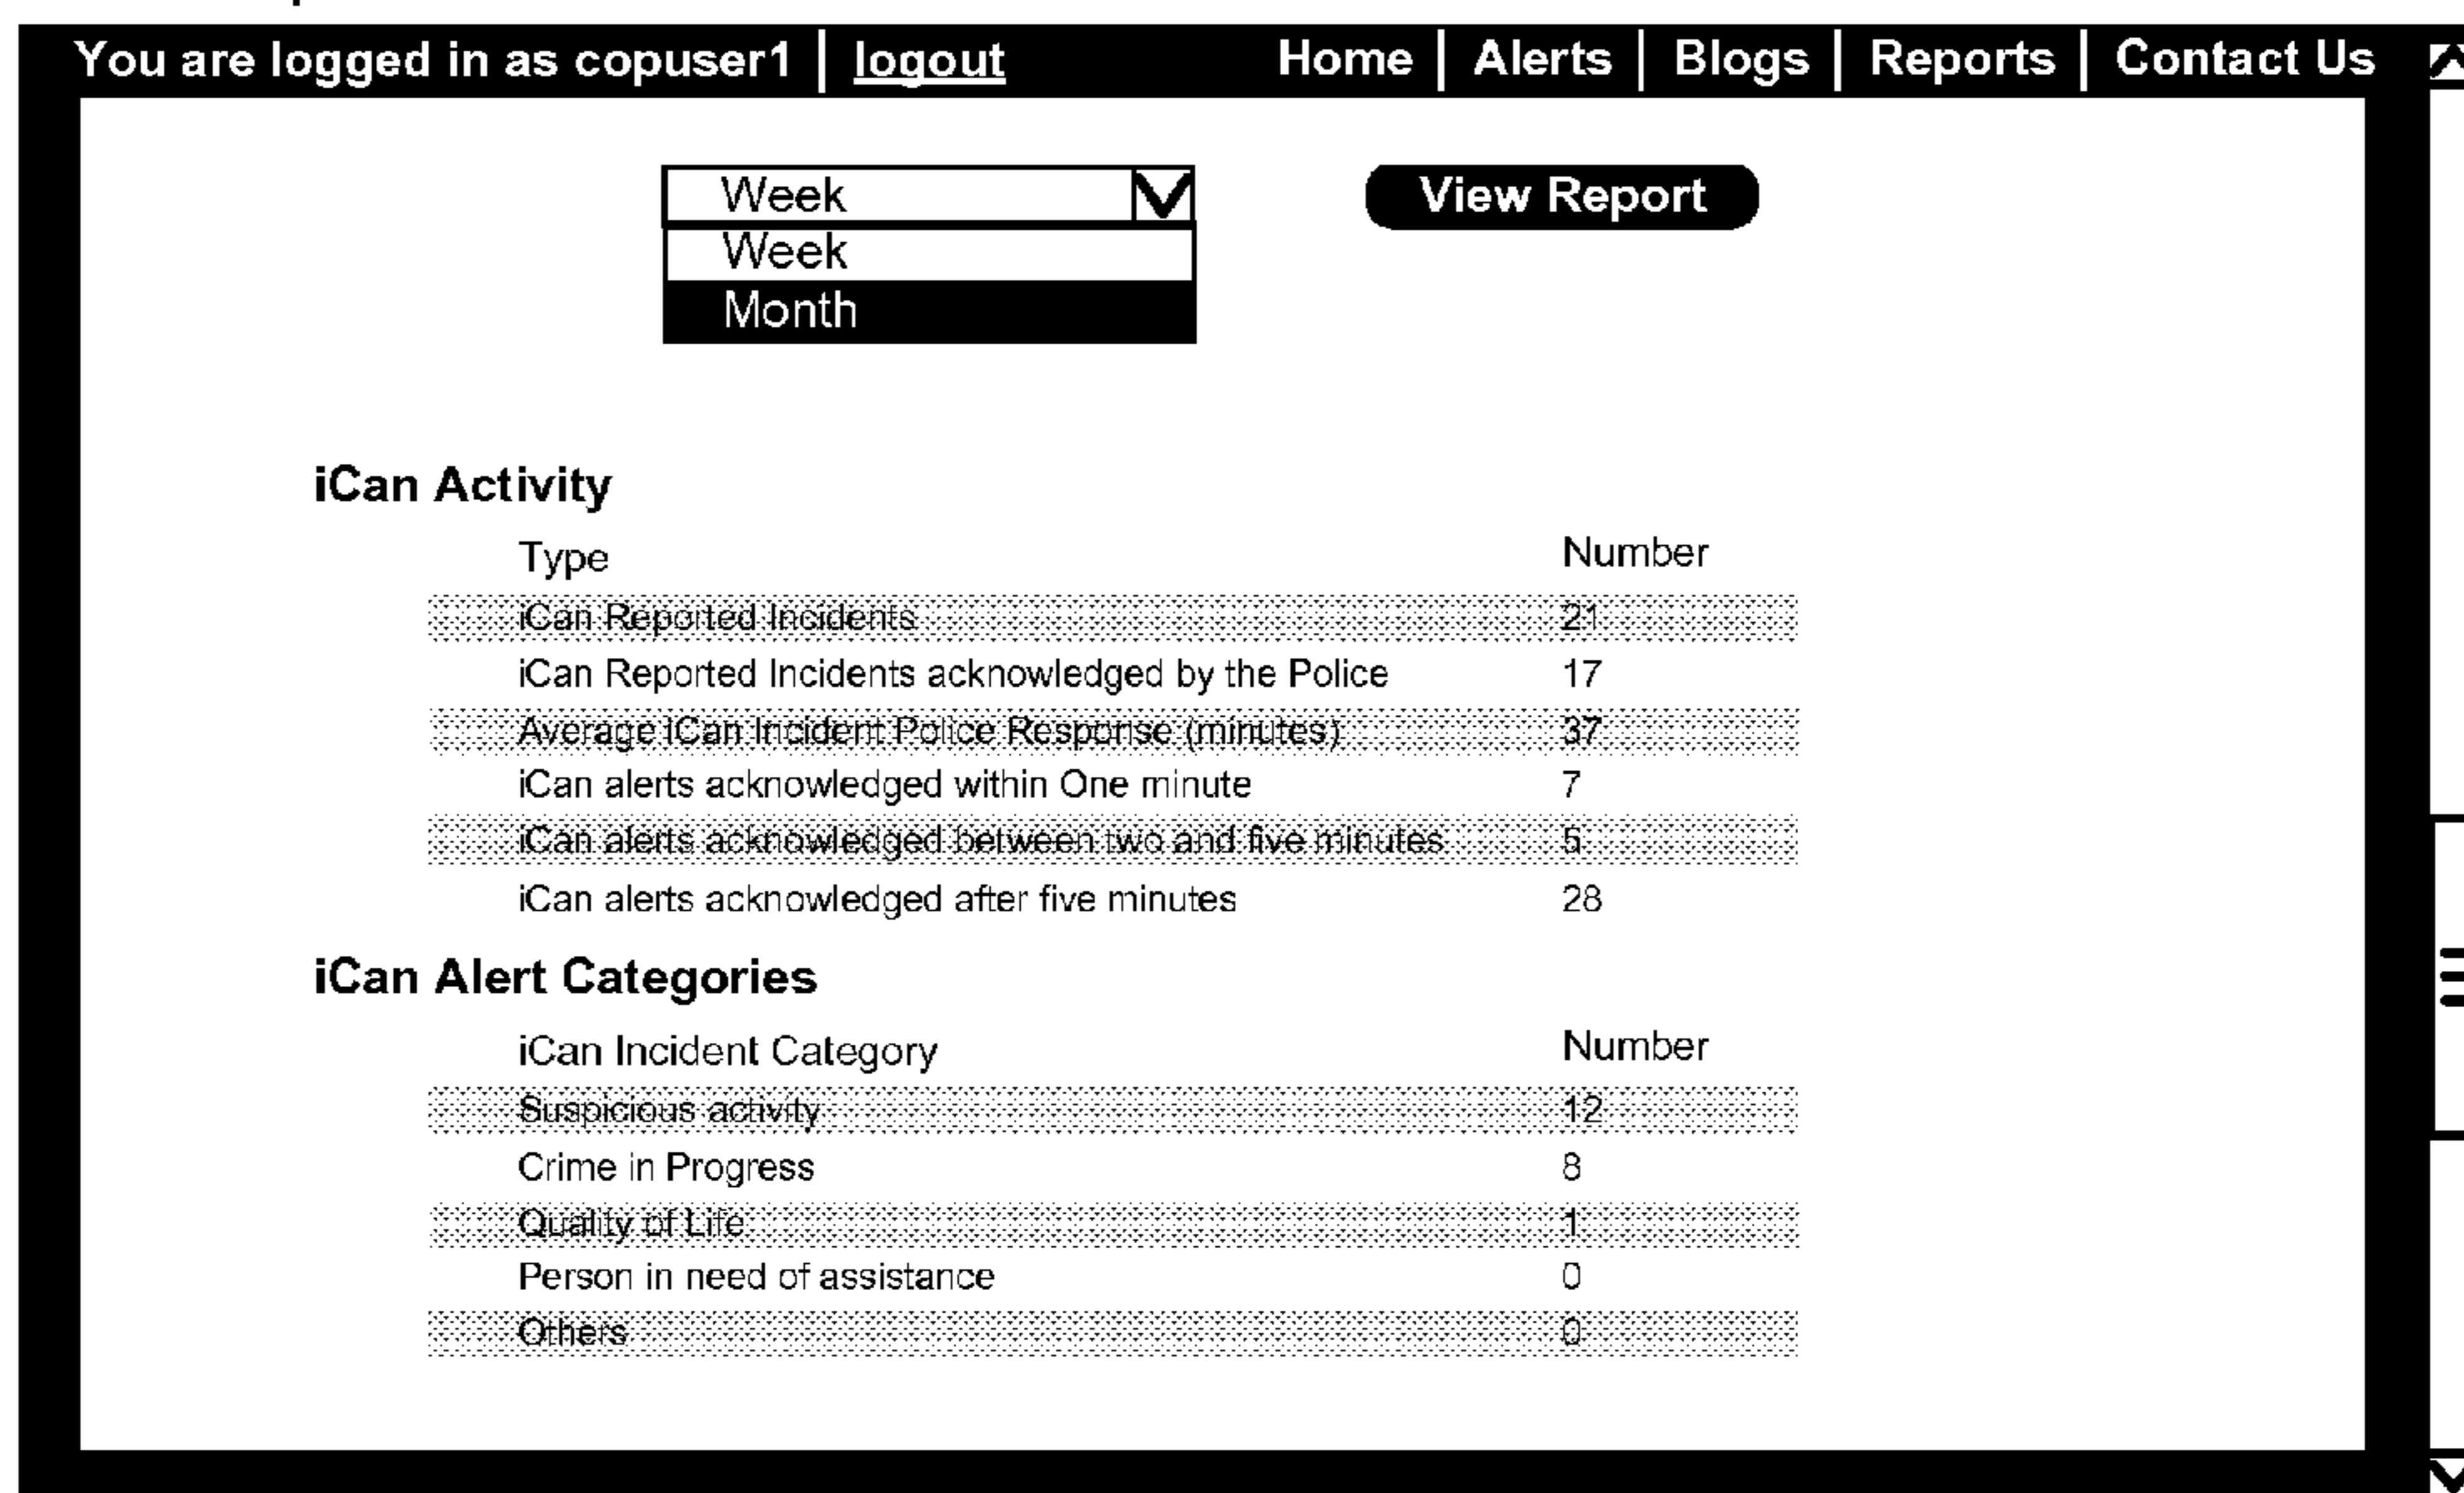 You are logged in as copuser1 | logout Home | Alerts | Blogs | Reports | Contact Us
Week View Report
Week
Month
iCan Activity
Type Number
iCan Reported Incidents 21
iCan Reported Incidents acknowledged by the Police 17
Average iCan Incident Police Response (minutes) 37
iCan alerts acknowledged within One minute 7
iCan alerts acknowledged between two and five minutes 5
iCan alerts acknowledged after five minutes 28
iCan Alert Categories
iCan Incident Category Number
Suspicious activity 12
Crime in Progress 8
Quality of Life 1
Person in need of assistance 0
Others 0